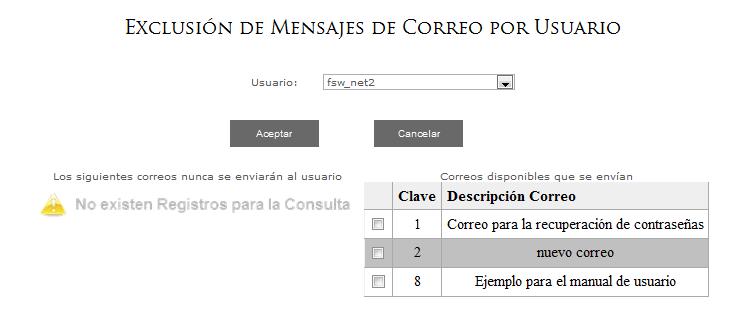 Exclusión de Mensajes de Correo por Usuario
Usuario: fsw_net2
Aceptar Cancelar
Los siguientes correos nunca se enviarán al usuario
No existen Registros para la Consulta
Correos disponibles que se envían
Clave Descripción Correo
1 Correo para la recuperación de contraseñas
2 nuevo correo
8 Ejemplo para el manual de usuario